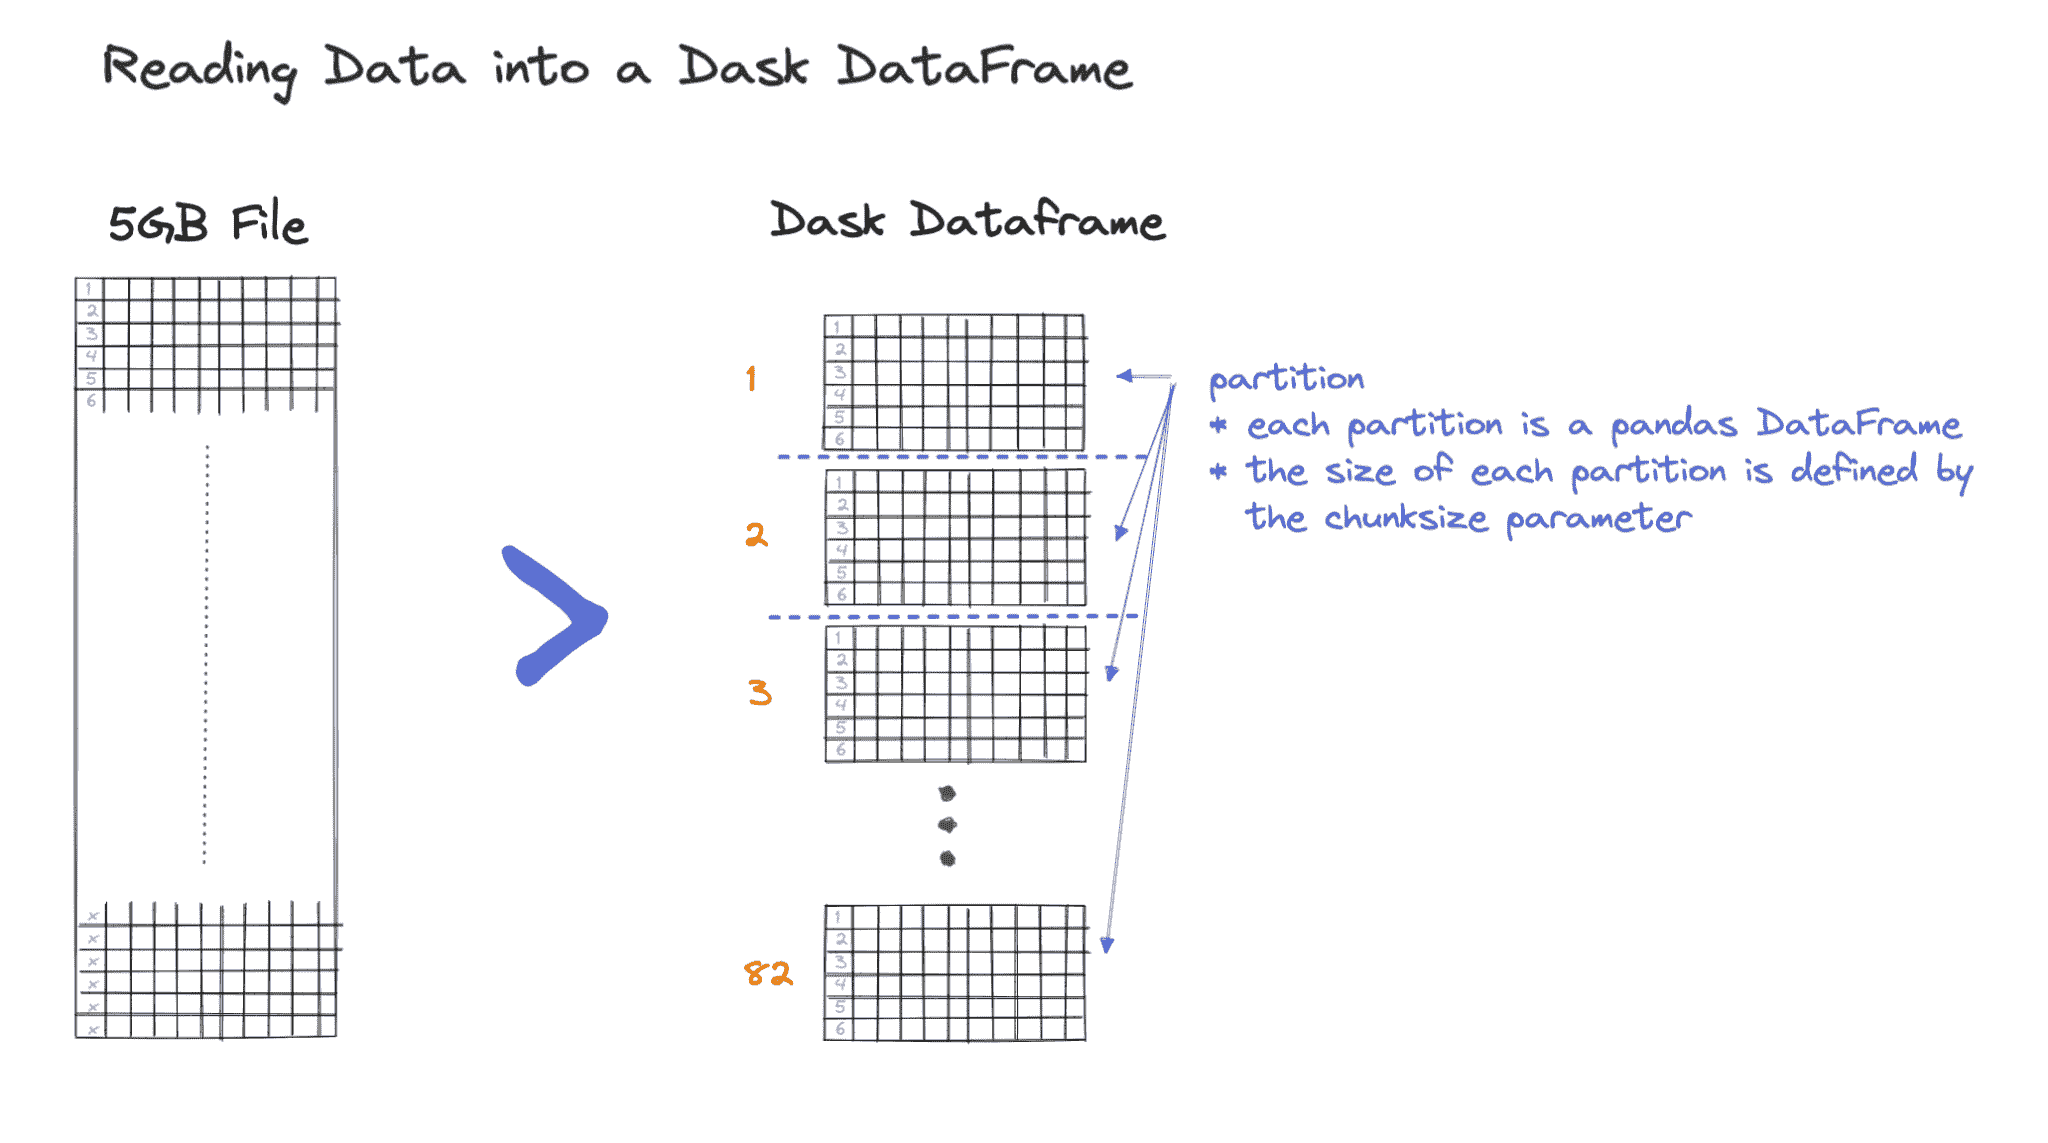 Reading Data into a Dask DataFrame
5GB File
1
2
3
4
5
6
x
x
x
x
x
x
Dask Dataframe
1
1
2
3
4
5
6
2
1
2
3
4
5
6
3
1
2
3
4
5
6
82
1
2
3
4
5
6
partition
* each partition is a pandas DataFrame
* the size of each partition is defined by
the chunksize parameter